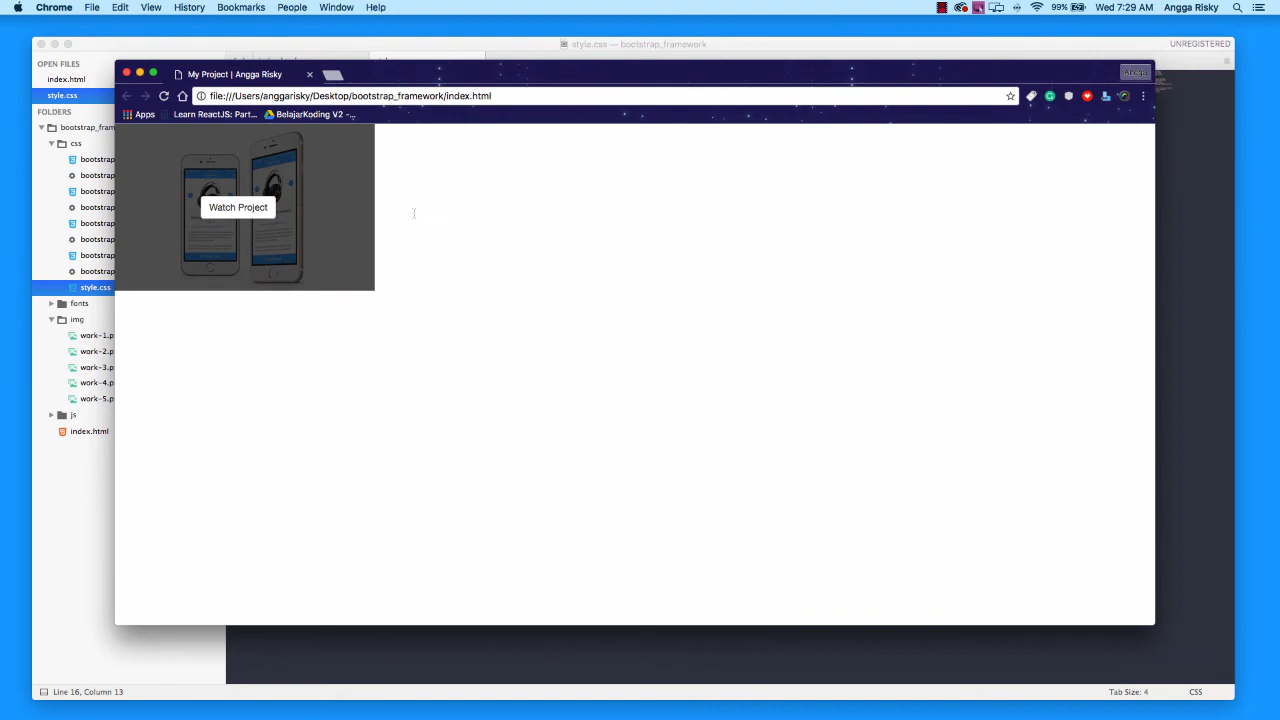 Chrome File Edit View History Bookmarks People Window Help 99% Wed 7:29 AM Angga Risky
style.css — bootstrap_framework UNREGISTERED
OPEN FILES
index.html
style.css
FOLDERS
bootstrap_fram
css
bootstrap
bootstrap
bootstrap
bootstrap
bootstrap
bootstrap
bootstrap
bootstrap
style.css
fonts
img
work-1.p
work-2.p
work-3.p
work-4.p
work-5.p
js
index.html
My Project | Angga Risky
Angga
file:///Users/anggarisky/Desktop/bootstrap_framework/index.html
Apps Learn ReactJS: Part... BelajarKoding V2 -...
Watch Project
Line 16, Column 13 Tab Size: 4 CSS